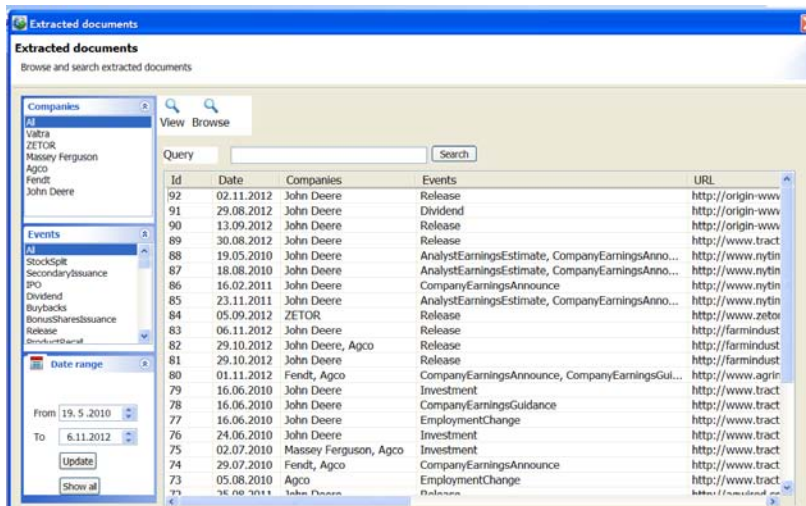 Extracted documents
Extracted documents
Browse and search extracted documents
Companies
All
Valtra
ZETOR
Massey Ferguson
Agco
Fendt
John Deere
Events
All
StockSplit
SecondaryIssuance
IPO
Dividend
Buybacks
BonusSharesIssuance
Release
ProductRecall
Date range
From 19. 5 .2010
To 6.11.2012
Update
Show all
View Browse
Query Search
Id Date Companies Events URL
92 02.11.2012 John Deere Release http://origin-www
91 29.08.2012 John Deere Dividend http://origin-www
90 13.09.2012 John Deere Release http://origin-www
89 30.08.2012 John Deere Release http://www.tract
88 19.05.2010 John Deere AnalystEarningsEstimate, CompanyEarningsAnno... http://www.nytin
87 18.08.2010 John Deere AnalystEarningsEstimate, CompanyEarningsAnno... http://www.nytin
86 16.02.2011 John Deere CompanyEarningsAnnounce http://www.nytin
85 23.11.2011 John Deere AnalystEarningsEstimate, CompanyEarningsAnno... http://www.nytin
84 05.09.2012 ZETOR Release http://www.zetor
83 06.11.2012 John Deere Release http://farmindust
82 29.10.2012 John Deere, Agco Release http://farmindust
81 29.10.2012 John Deere Release http://farmindust
80 01.11.2012 Fendt, Agco CompanyEarningsAnnounce, CompanyEarningsGui... http://www.agrin
79 16.06.2010 John Deere Investment http://www.tract
78 16.06.2010 John Deere CompanyEarningsGuidance http://www.tract
77 16.06.2010 John Deere EmploymentChange http://www.tract
76 24.06.2010 John Deere Investment http://www.tract
75 02.07.2010 Massey Ferguson, Agco Investment http://www.tract
74 29.07.2010 Fendt, Agco CompanyEarningsAnnounce http://www.tract
73 05.08.2010 Agco EmploymentChange http://www.tract
72 25.08.2011 John Deere Release